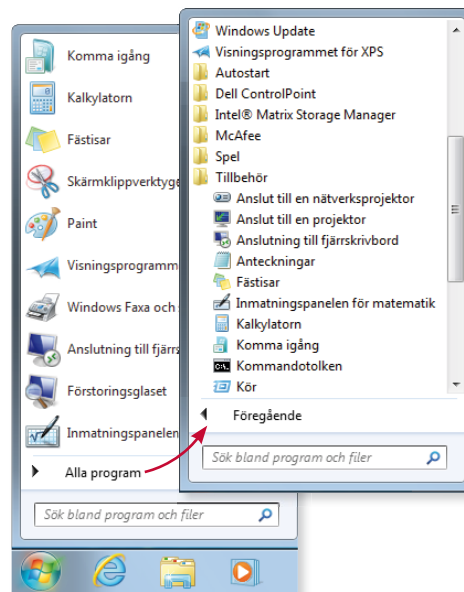 Komma igång
Kalkylatorn
Fästisar
Skärmklippverktyge
Paint
Visningsprogramm
Windows Faxa och
Anslutning till fjärrs
Förstoringsglaset
Inmatningspanelen
Alla program
Sök bland program och filer
Windows Update
Visningsprogrammet för XPS
Autostart
Dell ControlPoint
Intel® Matrix Storage Manager
McAfee
Spel
Tillbehör
Anslut till en nätverksprojektor
Anslut till en projektor
Anslutning till fjärrskrivbord
Anteckningar
Fästisar
Inmatningspanelen för matematik
Kalkylatorn
Komma igång
Kommandotolken
Kör
Föregående
Sök bland program och filer